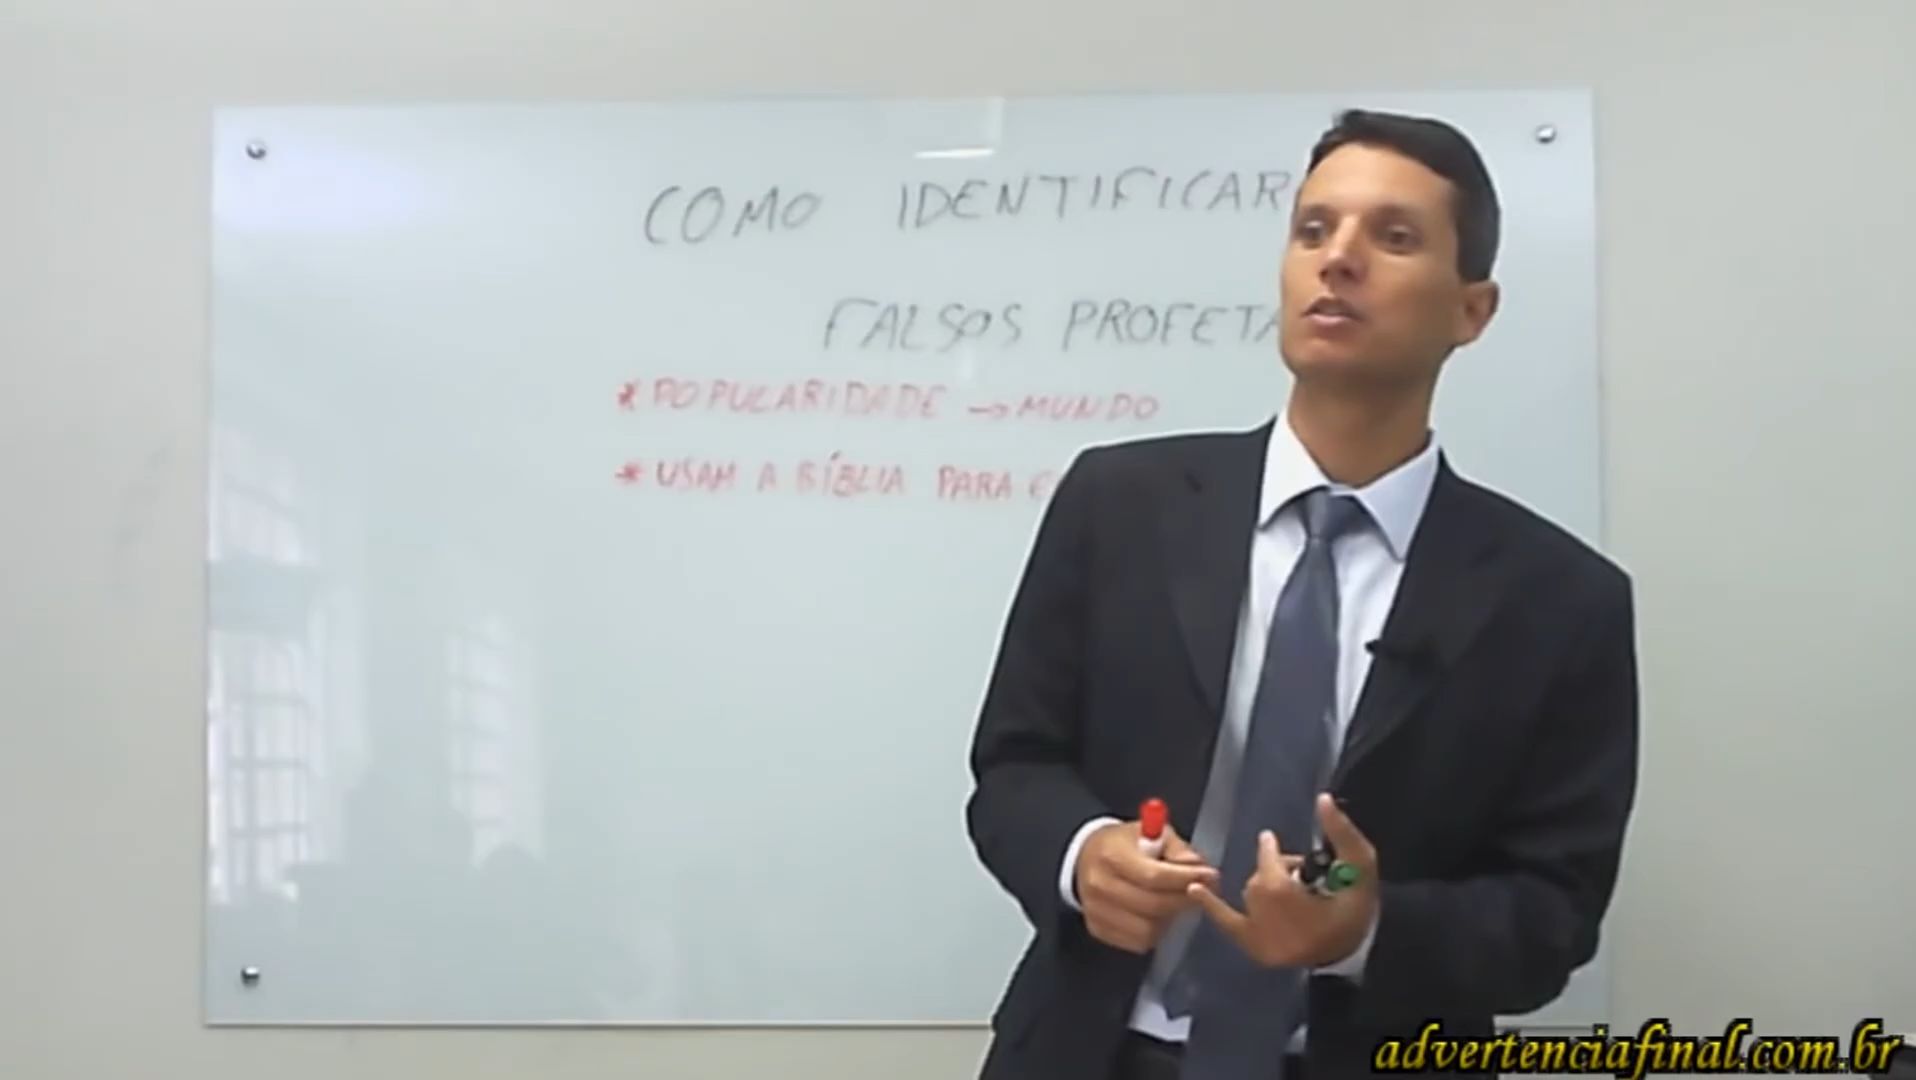 COMO IDENTIFICAR
FALSOS PROFETA
* POPULARIDADE → MUNDO
* USAM A BÍBLIA PARA E
advertenciafinal.com.br